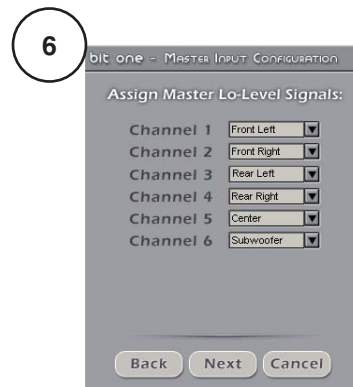 6
bit one - Master Input Configuration
Assign Master Lo-Level Signals:
Channel 1 Front Left
Channel 2 Front Right
Channel 3 Rear Left
Channel 4 Rear Right
Channel 5 Center
Channel 6 Subwoofer
Back Next Cancel